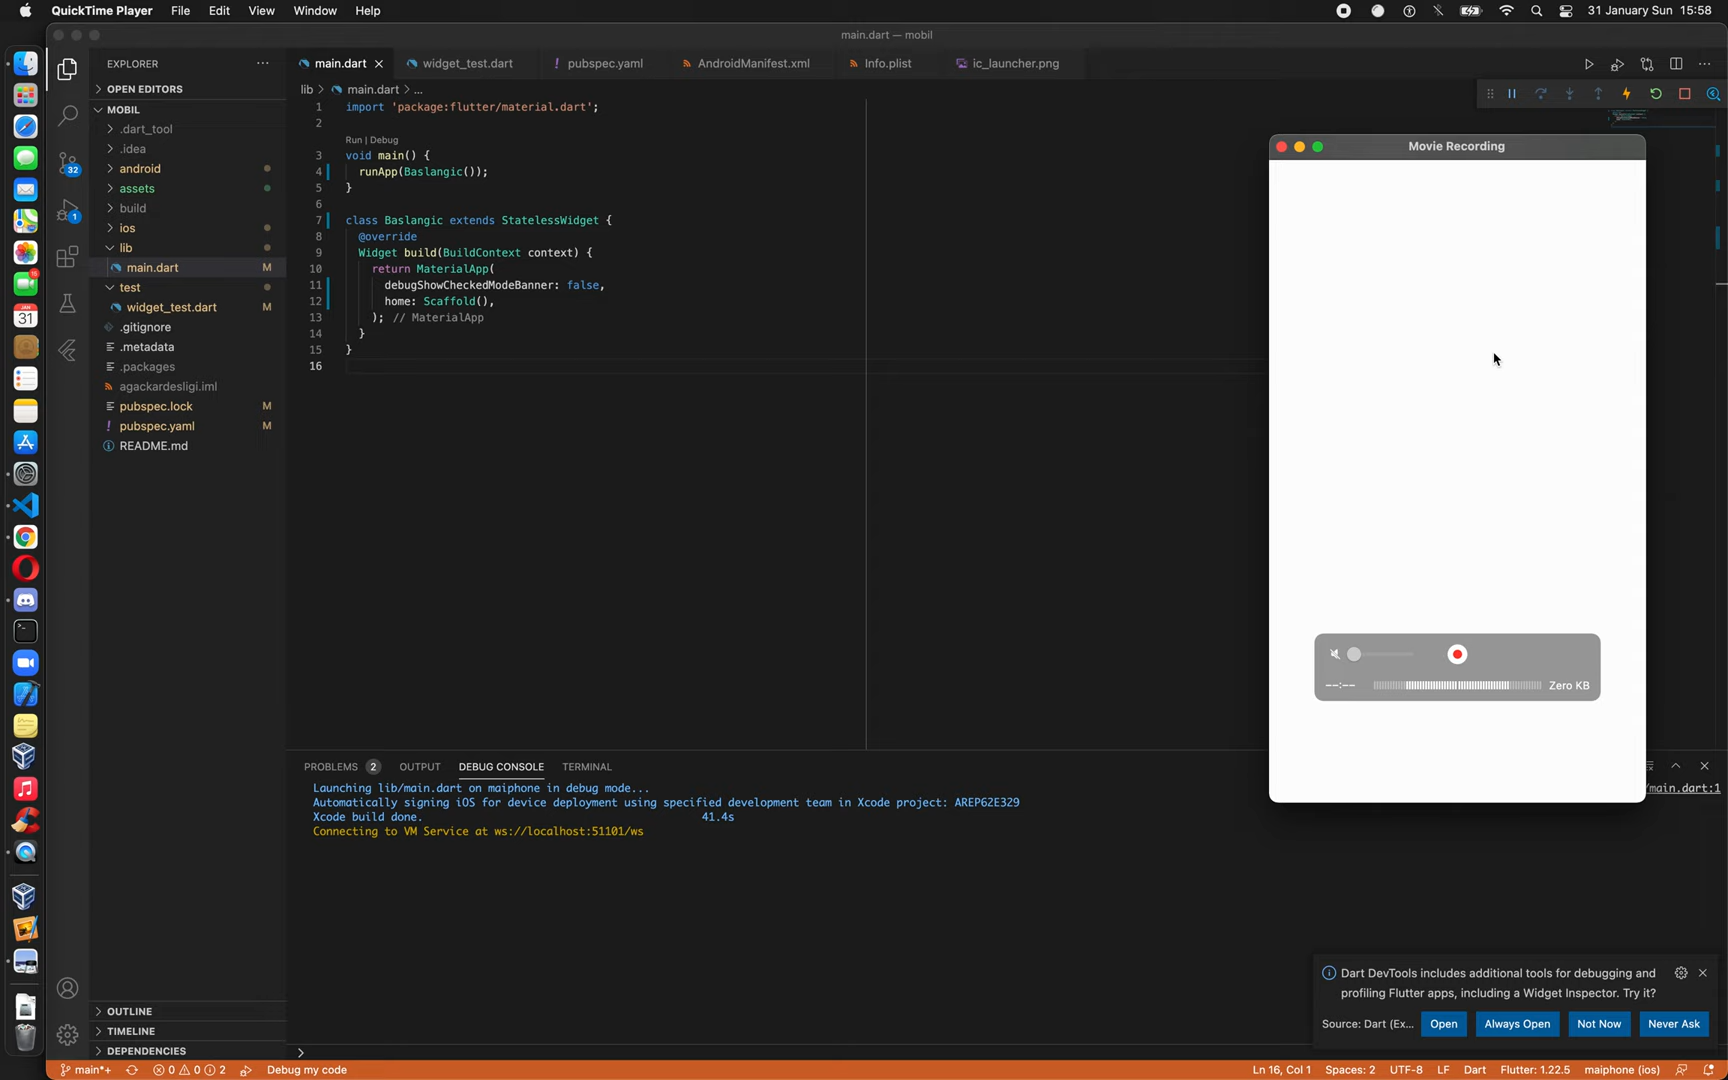 QuickTime Player File Edit View Window Help
31 January Sun 15:58
main.dart — mobil
EXPLORER
OPEN EDITORS
MOBIL
.dart_tool
.idea
android
assets
build
ios
lib
main.dart M
test
widget_test.dart M
.gitignore
.metadata
.packages
agackardesligi.iml
pubspec.lock M
pubspec.yaml M
README.md
OUTLINE
TIMELINE
DEPENDENCIES
32
1
15
JAN
31
main.dart widget_test.dart pubspec.yaml AndroidManifest.xml Info.plist ic_launcher.png
lib > main.dart > ...
1 import 'package:flutter/material.dart';
2
Run | Debug
3 void main() {
4 runApp(Baslangic());
5 }
6
7 class Baslangic extends StatelessWidget {
8 @override
9 Widget build(BuildContext context) {
10 return MaterialApp(
11 debugShowCheckedModeBanner: false,
12 home: Scaffold(),
13 ); // MaterialApp
14 }
15 }
16
Movie Recording
--:-- Zero KB
PROBLEMS 2 OUTPUT DEBUG CONSOLE TERMINAL
Launching lib/main.dart on maiphone in debug mode...
/main.dart:1
Automatically signing iOS for device deployment using specified development team in Xcode project: AREP62E329
Xcode build done. 41.4s
Connecting to VM Service at ws://localhost:51101/ws
Dart DevTools includes additional tools for debugging and
profiling Flutter apps, including a Widget Inspector. Try it?
Source: Dart (Ex... Open Always Open Not Now Never Ask
main*+ 0 0 2 Debug my code
Ln 16, Col 1 Spaces: 2 UTF-8 LF Dart Flutter: 1.22.5 maiphone (ios)